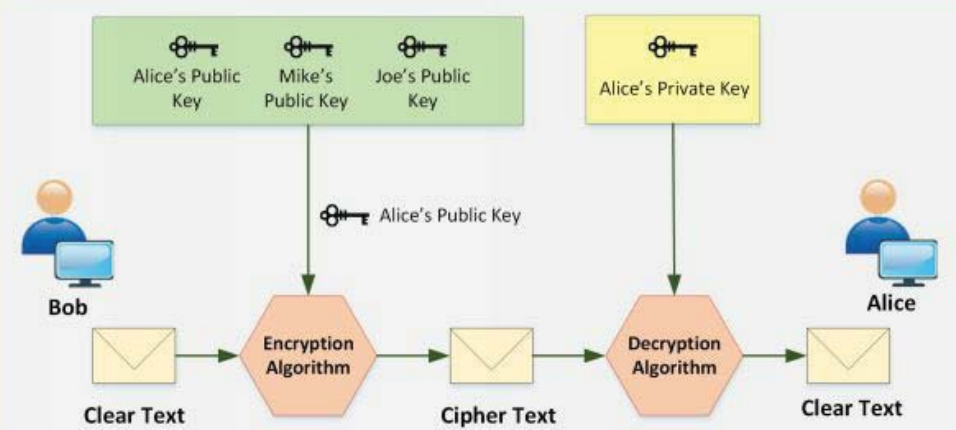 Alice's Public
Key
Mike's
Public Key
Joe's Public
Key
Alice's Private Key
Alice's Public Key
Bob
Alice
Encryption
Algorithm
Decryption
Algorithm
Clear Text
Cipher Text
Clear Text